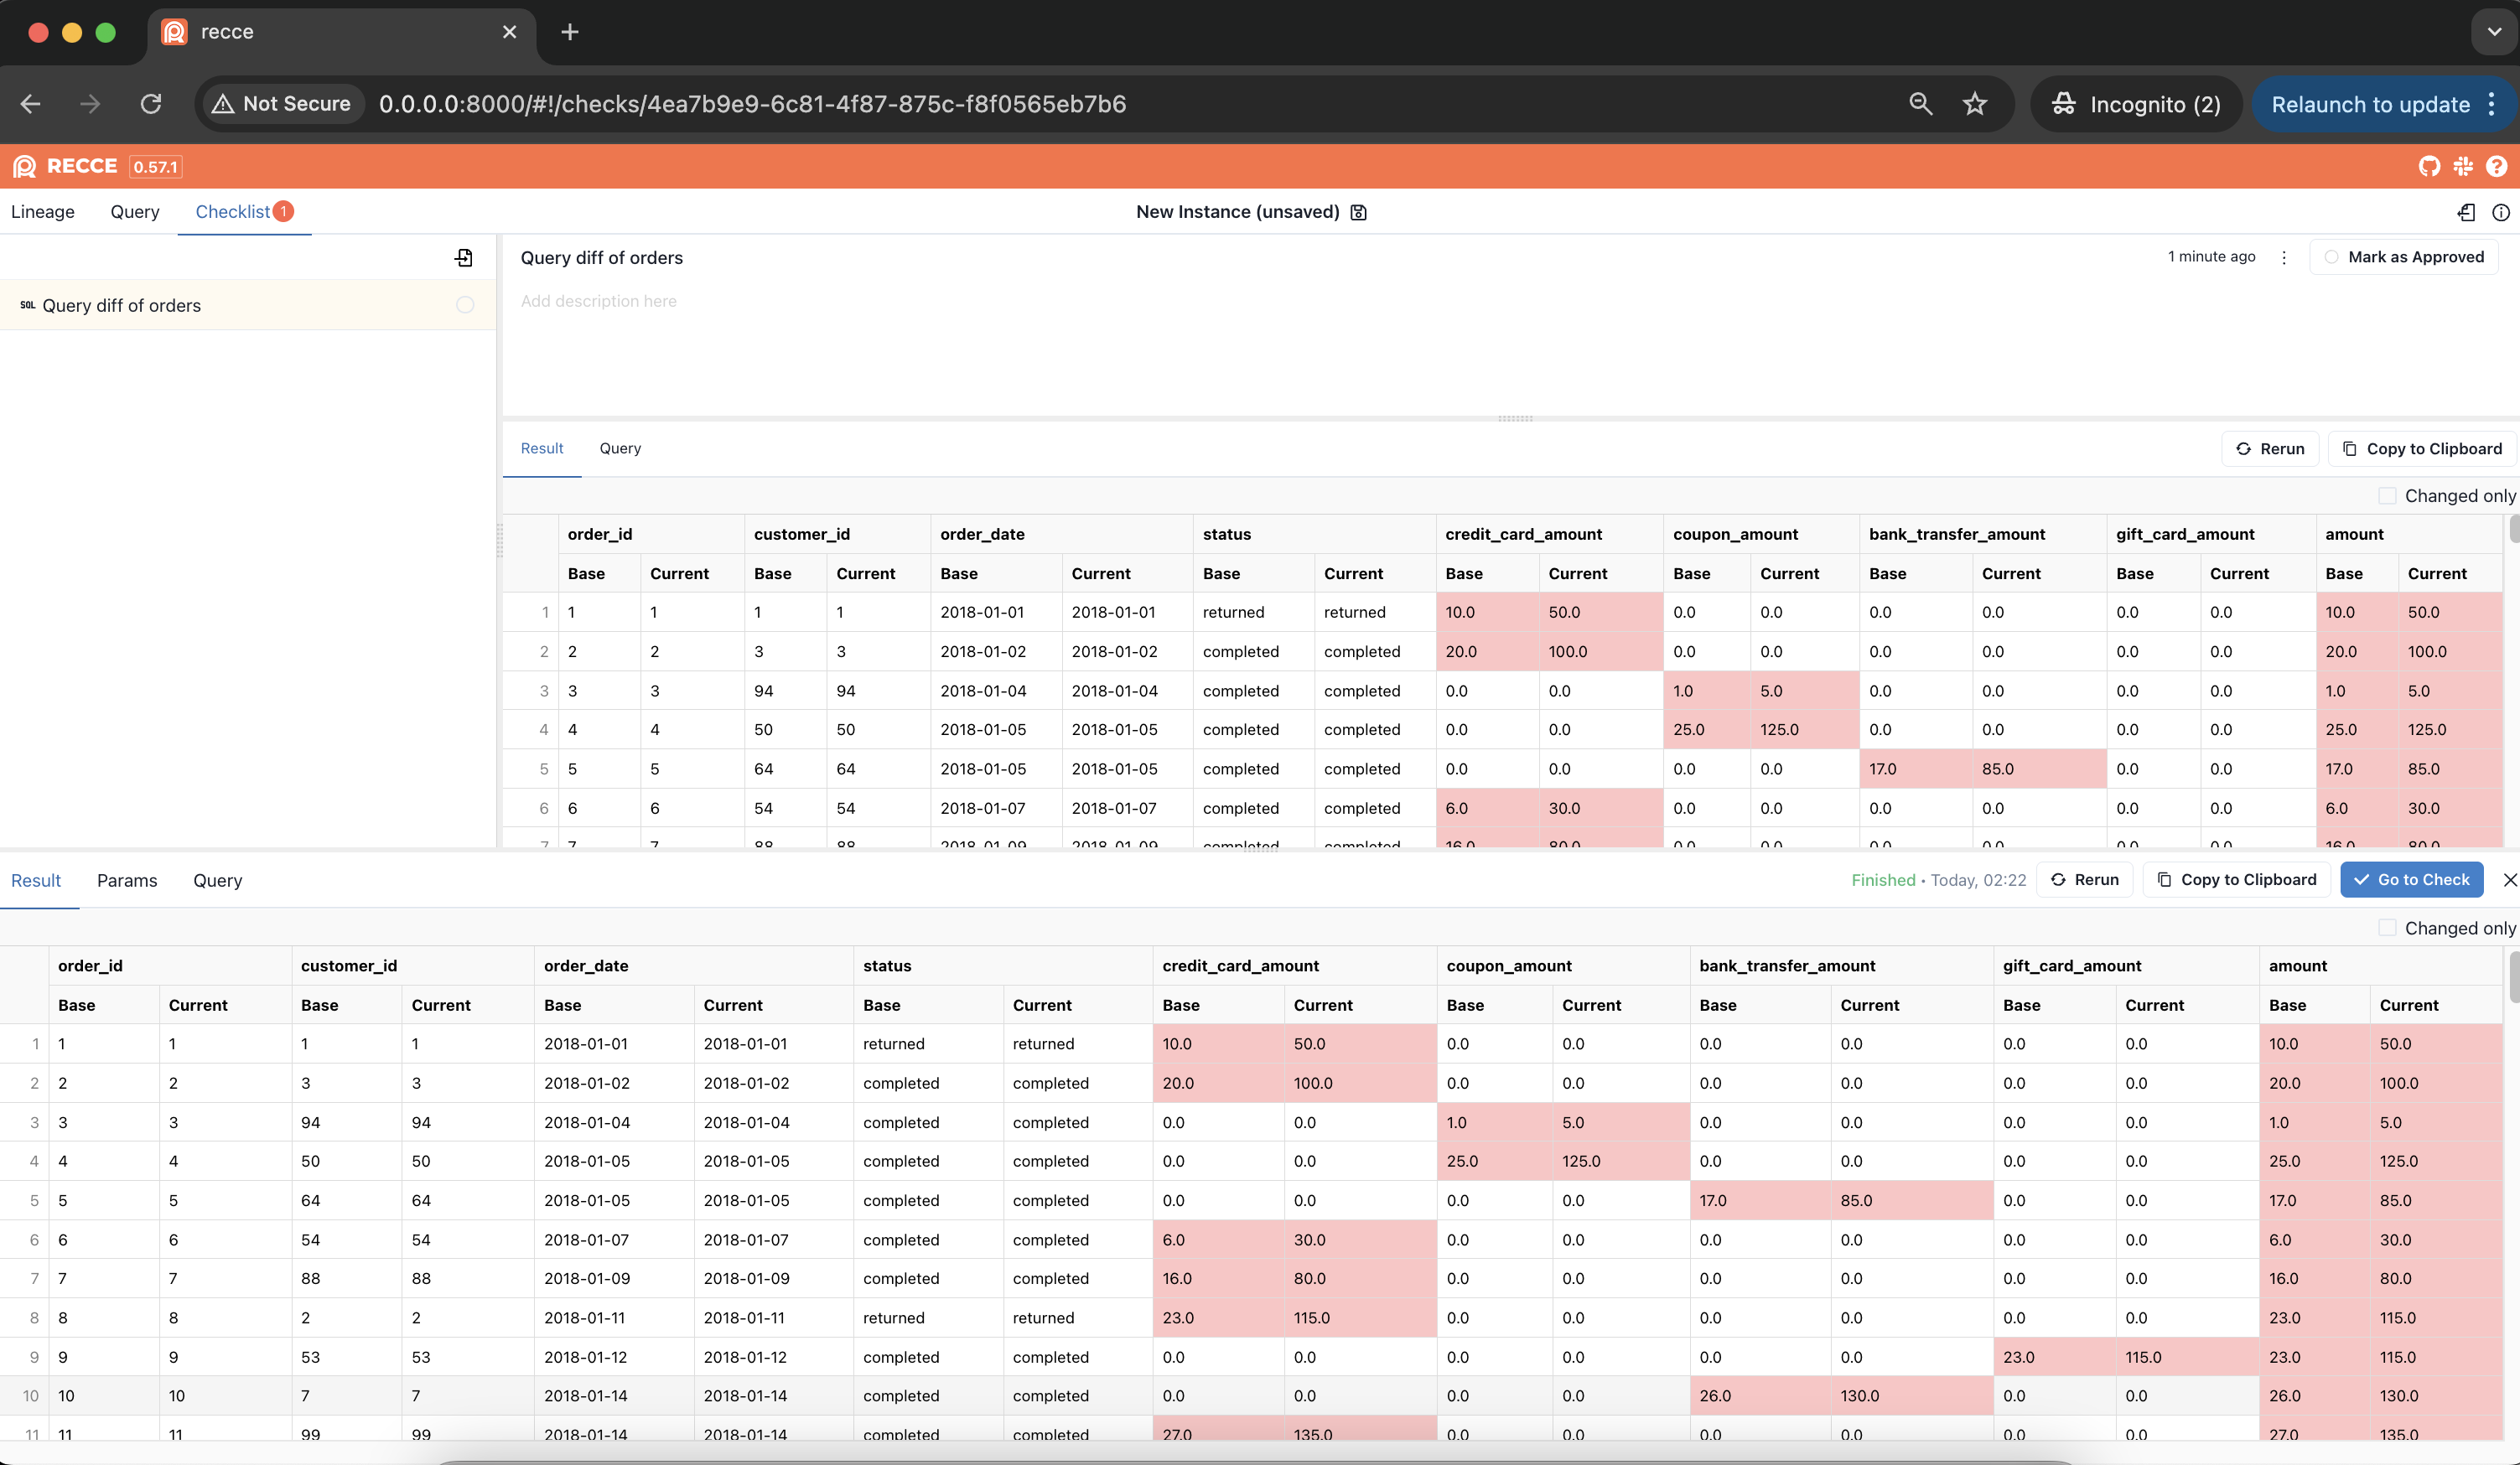 recce
Not Secure 0.0.0.0:8000/#!/checks/4ea7b9e9-6c81-4f87-875c-f8f0565eb7b6 Incognito (2) Relaunch to update
RECCE 0.57.1
Lineage Query Checklist 1 New Instance (unsaved)
Query diff of orders 1 minute ago Mark as Approved
Add description here
SQL Query diff of orders
Result Query Rerun Copy to Clipboard
Changed only
order_id customer_id order_date status credit_card_amount coupon_amount bank_transfer_amount gift_card_amount amount
Base Current Base Current Base Current Base Current Base Current Base Current Base Current Base Current Base Current
1 1 1 1 1 2018-01-01 2018-01-01 returned returned 10.0 50.0 0.0 0.0 0.0 0.0 0.0 0.0 10.0 50.0
2 2 2 3 3 2018-01-02 2018-01-02 completed completed 20.0 100.0 0.0 0.0 0.0 0.0 0.0 0.0 20.0 100.0
3 3 3 94 94 2018-01-04 2018-01-04 completed completed 0.0 0.0 1.0 5.0 0.0 0.0 0.0 0.0 1.0 5.0
4 4 4 50 50 2018-01-05 2018-01-05 completed completed 0.0 0.0 25.0 125.0 0.0 0.0 0.0 0.0 25.0 125.0
5 5 5 64 64 2018-01-05 2018-01-05 completed completed 0.0 0.0 0.0 0.0 17.0 85.0 0.0 0.0 17.0 85.0
6 6 6 54 54 2018-01-07 2018-01-07 completed completed 6.0 30.0 0.0 0.0 0.0 0.0 0.0 0.0 6.0 30.0
7 7 7 88 88 2018-01-09 2018-01-09 completed completed 16.0 80.0 0.0 0.0 0.0 0.0 0.0 0.0 16.0 80.0
Result Params Query Finished • Today, 02:22 Rerun Copy to Clipboard Go to Check
Changed only
order_id customer_id order_date status credit_card_amount coupon_amount bank_transfer_amount gift_card_amount amount
Base Current Base Current Base Current Base Current Base Current Base Current Base Current Base Current Base Current
1 1 1 1 1 2018-01-01 2018-01-01 returned returned 10.0 50.0 0.0 0.0 0.0 0.0 0.0 0.0 10.0 50.0
2 2 2 3 3 2018-01-02 2018-01-02 completed completed 20.0 100.0 0.0 0.0 0.0 0.0 0.0 0.0 20.0 100.0
3 3 3 94 94 2018-01-04 2018-01-04 completed completed 0.0 0.0 1.0 5.0 0.0 0.0 0.0 0.0 1.0 5.0
4 4 4 50 50 2018-01-05 2018-01-05 completed completed 0.0 0.0 25.0 125.0 0.0 0.0 0.0 0.0 25.0 125.0
5 5 5 64 64 2018-01-05 2018-01-05 completed completed 0.0 0.0 0.0 0.0 17.0 85.0 0.0 0.0 17.0 85.0
6 6 6 54 54 2018-01-07 2018-01-07 completed completed 6.0 30.0 0.0 0.0 0.0 0.0 0.0 0.0 6.0 30.0
7 7 7 88 88 2018-01-09 2018-01-09 completed completed 16.0 80.0 0.0 0.0 0.0 0.0 0.0 0.0 16.0 80.0
8 8 8 2 2 2018-01-11 2018-01-11 returned returned 23.0 115.0 0.0 0.0 0.0 0.0 0.0 0.0 23.0 115.0
9 9 9 53 53 2018-01-12 2018-01-12 completed completed 0.0 0.0 0.0 0.0 0.0 0.0 23.0 115.0 23.0 115.0
10 10 10 7 7 2018-01-14 2018-01-14 completed completed 0.0 0.0 0.0 0.0 26.0 130.0 0.0 0.0 26.0 130.0
11 11 11 99 99 2018-01-14 2018-01-14 completed completed 27.0 135.0 0.0 0.0 0.0 0.0 0.0 0.0 27.0 135.0